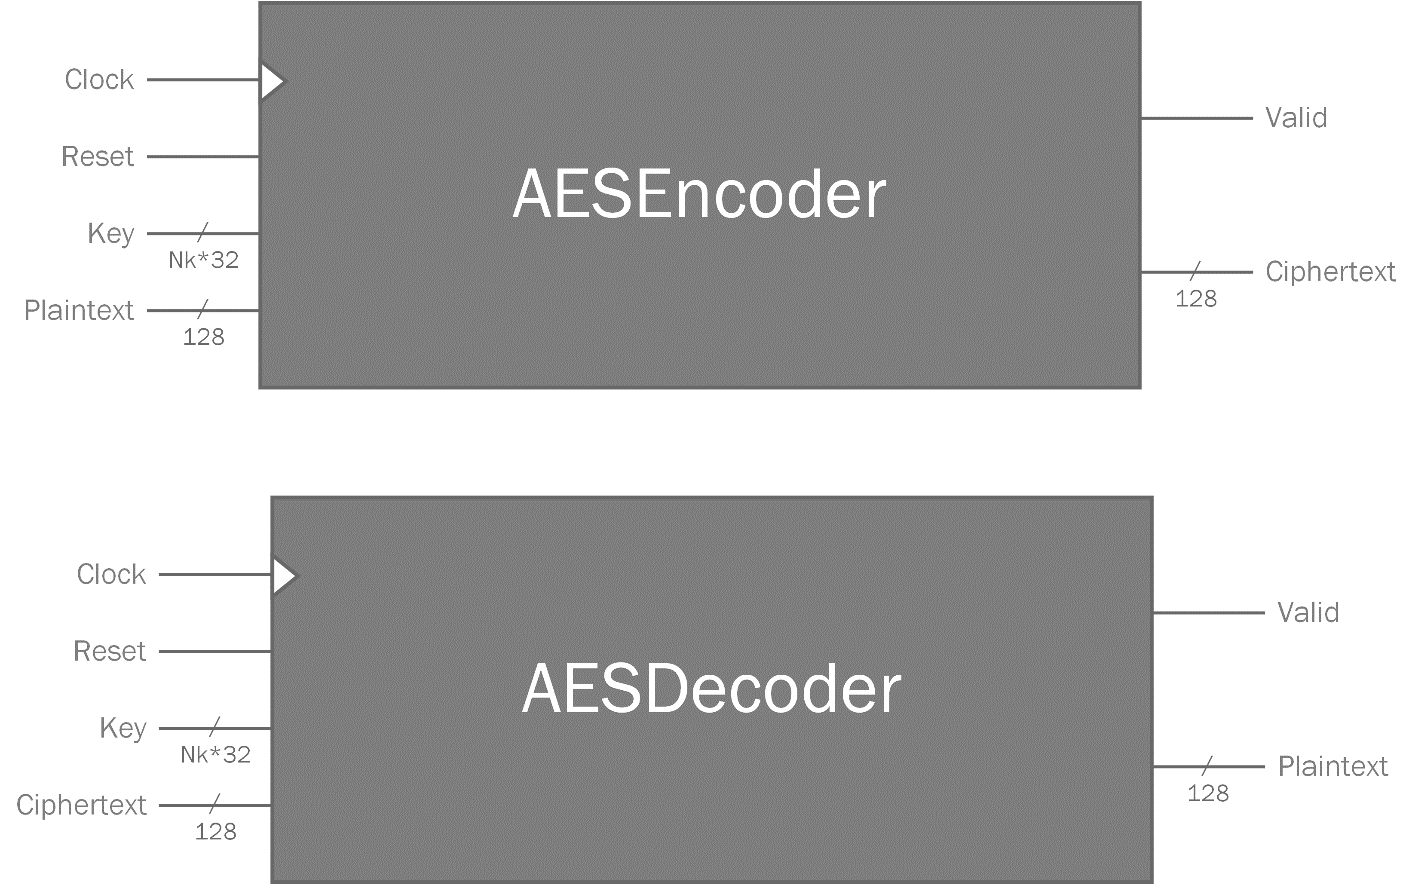 Clock
Reset
Key
Nk*32
Plaintext
128
AESEncoder
Valid
Ciphertext
128
Clock
Reset
Key
Nk*32
Ciphertext
128
AESDecoder
Valid
Plaintext
128